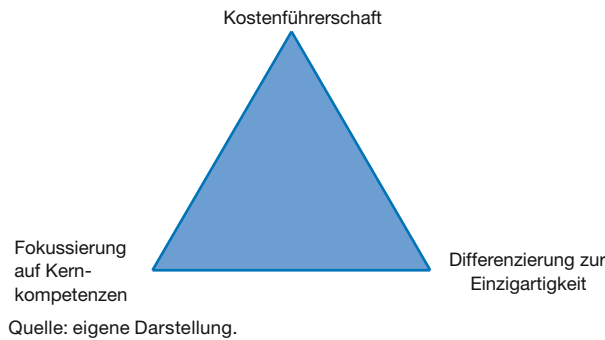 Kostenführerschaft
Fokussierung
auf Kern-
kompetenzen
Differenzierung zur
Einzigartigkeit
Quelle: eigene Darstellung.